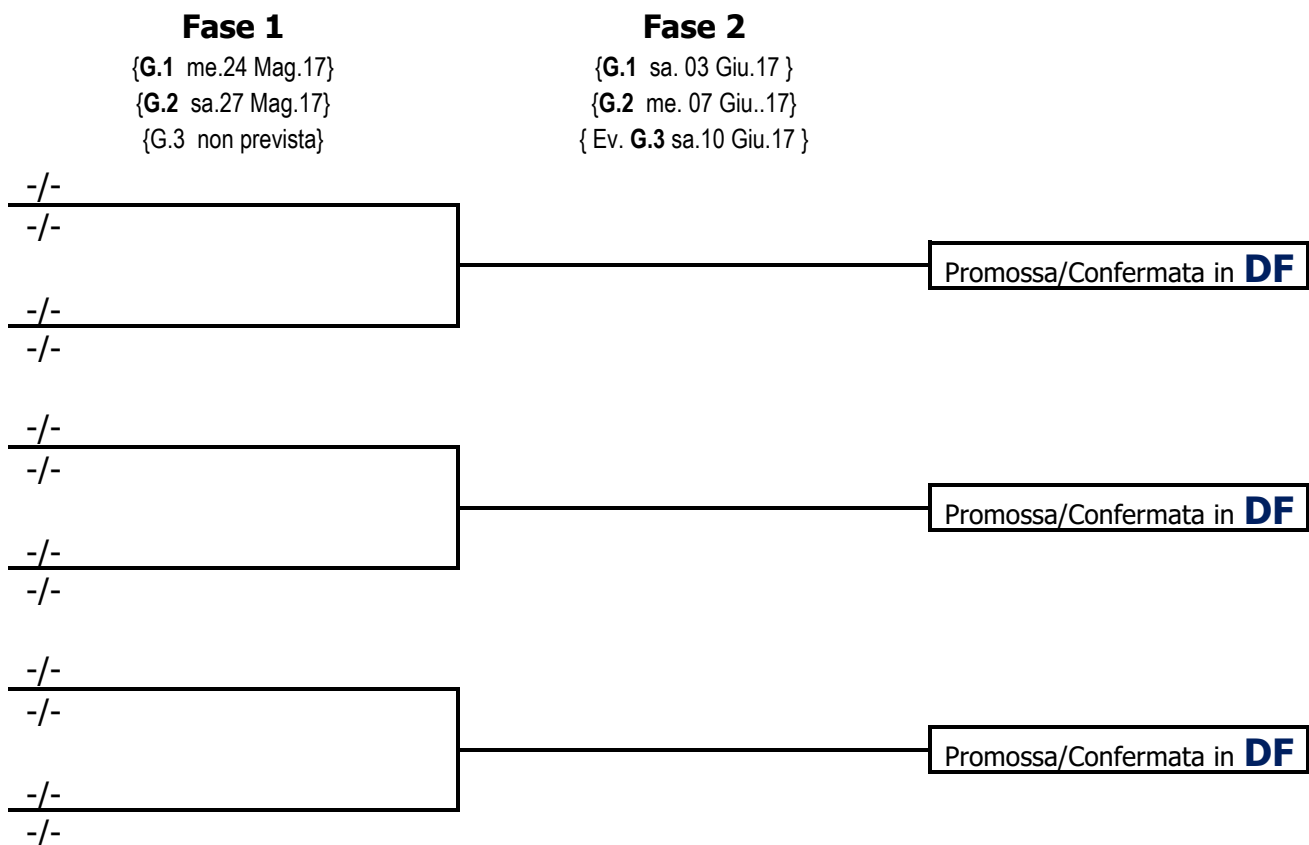 Fase 1 Fase 2
{G.1 me.24 Mag.17} {G.1 sa. 03 Giu.17 }
{G.2 sa.27 Mag.17} {G.2 me. 07 Giu..17}
{G.3 non prevista} { Ev. G.3 sa.10 Giu.17 }
-/-
-/-
Promossa/Confermata in DF
-/-
-/-
-/-
-/-
Promossa/Confermata in DF
-/-
-/-
-/-
-/-
Promossa/Confermata in DF
-/-
-/-